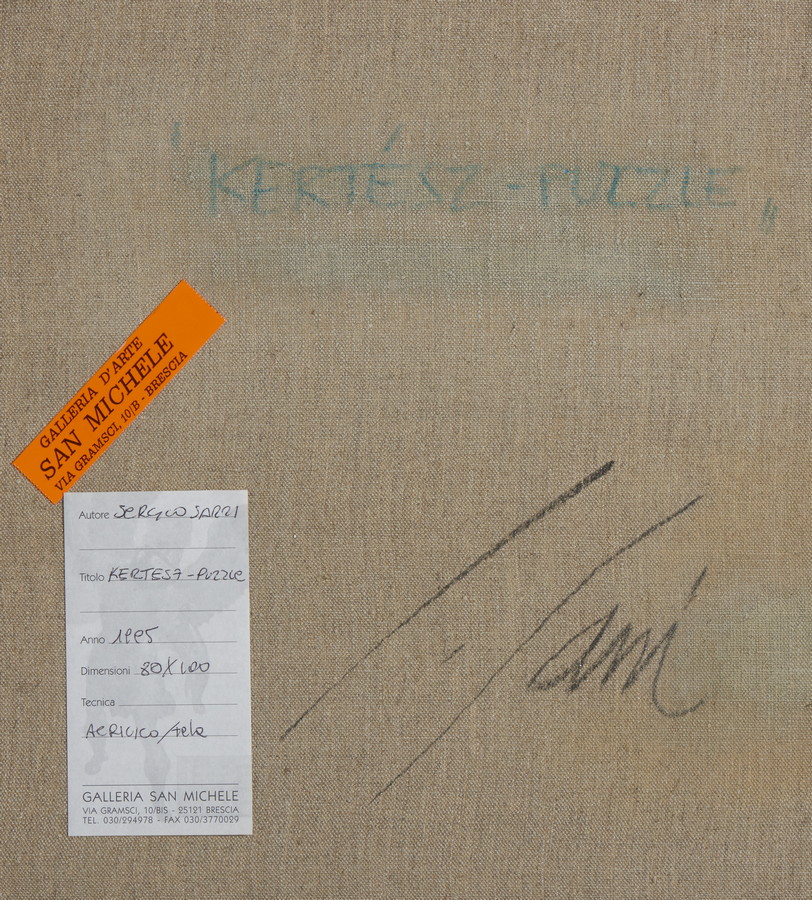 "KERTÉSZ-PUZZLE"
GALLERIA D'ARTE
SAN MICHELE
VIA GRAMSCI, 10/B - BRESCIA
Autore SERGIO SARRI
Titolo KERTESZ-PUZZLE
Anno 1995
Dimensioni 80X100
Tecnica
ACRILICO/tela
GALLERIA SAN MICHELE
VIA GRAMSCI, 10/BIS - 25121 BRESCIA
TEL. 030/294978 - FAX 030/3770029
Sarri